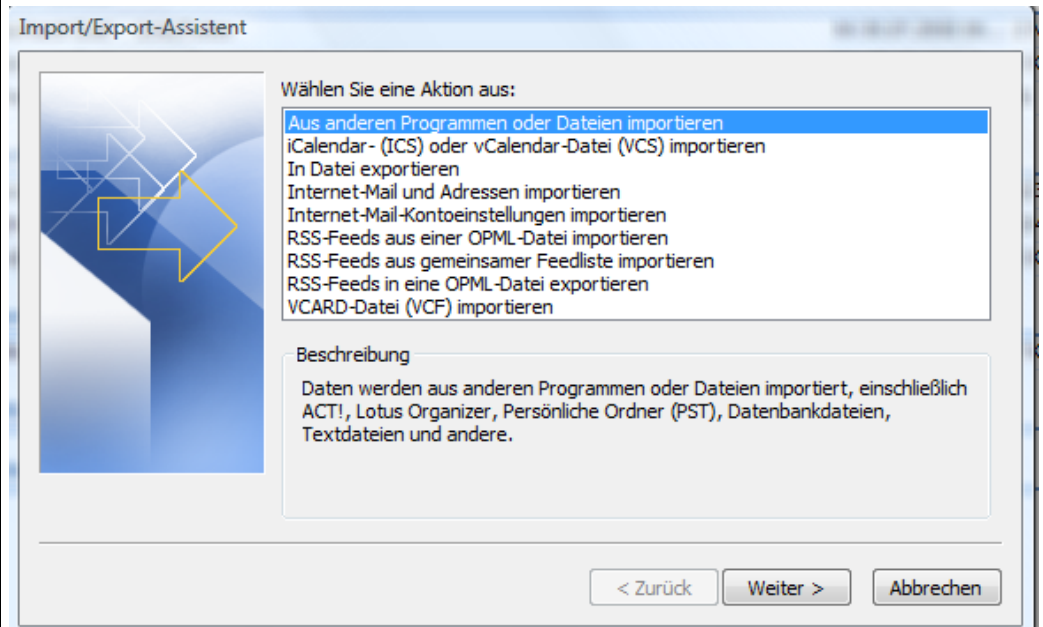 Import/Export-Assistent
Wählen Sie eine Aktion aus:
Aus anderen Programmen oder Dateien importieren
iCalendar- (ICS) oder vCalendar-Datei (VCS) importieren
In Datei exportieren
Internet-Mail und Adressen importieren
Internet-Mail-Kontoeinstellungen importieren
RSS-Feeds aus einer OPML-Datei importieren
RSS-Feeds aus gemeinsamer Feedliste importieren
RSS-Feeds in eine OPML-Datei exportieren
VCARD-Datei (VCF) importieren
Beschreibung
Daten werden aus anderen Programmen oder Dateien importiert, einschließlich
ACT!, Lotus Organizer, Persönliche Ordner (PST), Datenbankdateien,
Textdateien und andere.
< Zurück Weiter > Abbrechen